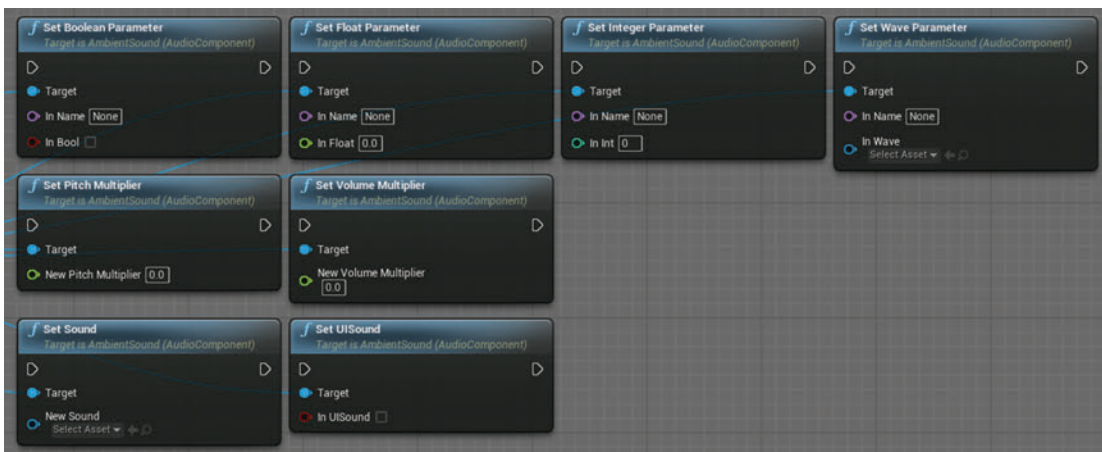 f Set Boolean Parameter
Target is AmbientSound (AudioComponent)
Target
In Name None
In Bool
f Set Float Parameter
Target is AmbientSound (AudioComponent)
Target
In Name None
In Float 0.0
f Set Integer Parameter
Target is AmbientSound (AudioComponent)
Target
In Name None
In Int 0
f Set Wave Parameter
Target is AmbientSound (AudioComponent)
Target
In Name None
In Wave
Select Asset
f Set Pitch Multiplier
Target is AmbientSound (AudioComponent)
Target
New Pitch Multiplier 0.0
f Set Volume Multiplier
Target is AmbientSound (AudioComponent)
Target
New Volume Multiplier
0.0
f Set Sound
Target is AmbientSound (AudioComponent)
Target
New Sound
Select Asset
f Set UISound
Target is AmbientSound (AudioComponent)
Target
In UISound